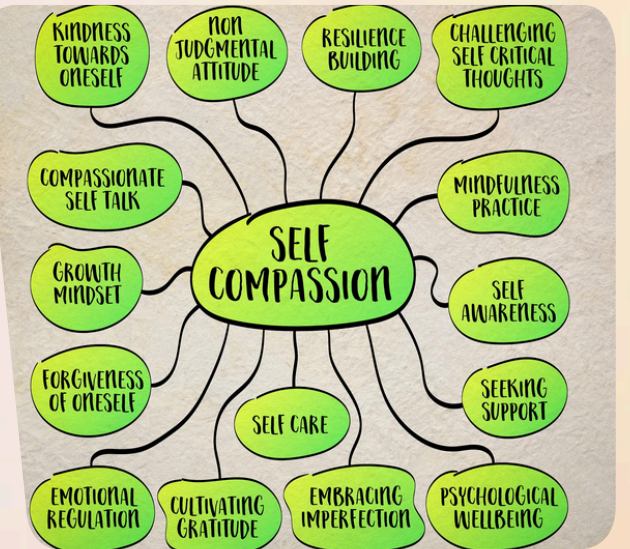 KINDNESS
TOWARDS
ONESELF
NON
JUDGMENTAL
ATTITUDE
RESILIENCE
BUILDING
CHALLENGING
SELF CRITICAL
THOUGHTS
COMPASSIONATE
SELF TALK
MINDFULNESS
PRACTICE
SELF
COMPASSION
GROWTH
MINDSET
SELF
AWARENESS
FORGIVENESS
OF ONESELF
SEEKING
SUPPORT
SELF CARE
EMOTIONAL
REGULATION
CULTIVATING
GRATITUDE
EMBRACING
IMPERFECTION
PSYCHOLOGICAL
WELLBEING